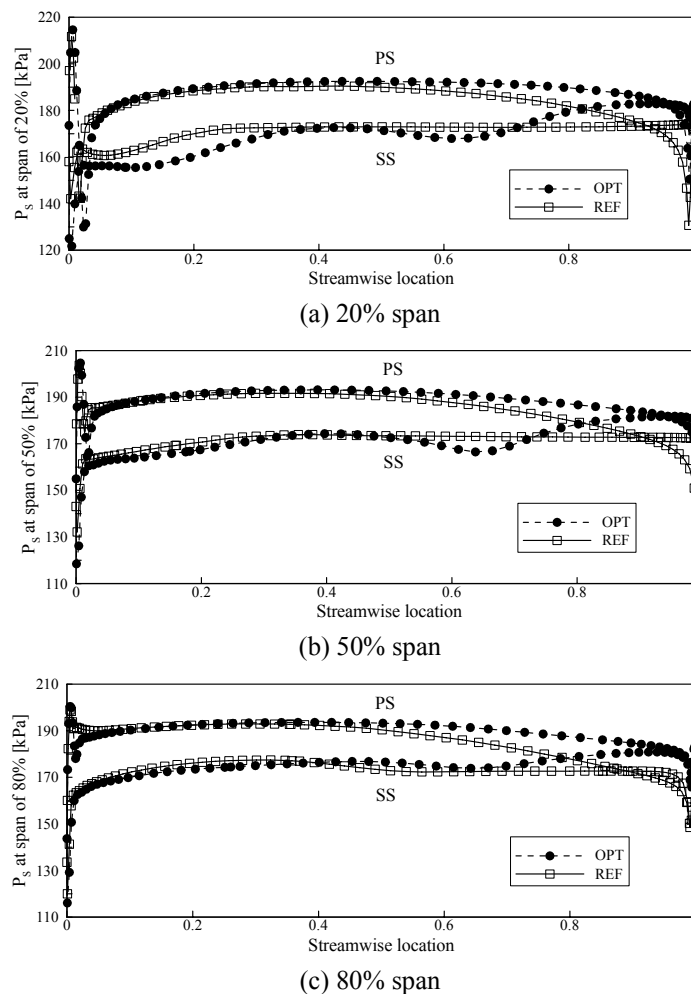 220
200
180
160
140
120
P_s at span of 20% [kPa]
PS
SS
OPT
REF
0 0.2 0.4 0.6 0.8
Streamwise location
(a) 20% span
210
190
170
150
130
110
P_s at span of 50% [kPa]
PS
SS
OPT
REF
0 0.2 0.4 0.6 0.8
Streamwise location
(b) 50% span
210
190
170
150
130
110
P_s at span of 80% [kPa]
PS
SS
OPT
REF
0 0.2 0.4 0.6 0.8
Streamwise location
(c) 80% span